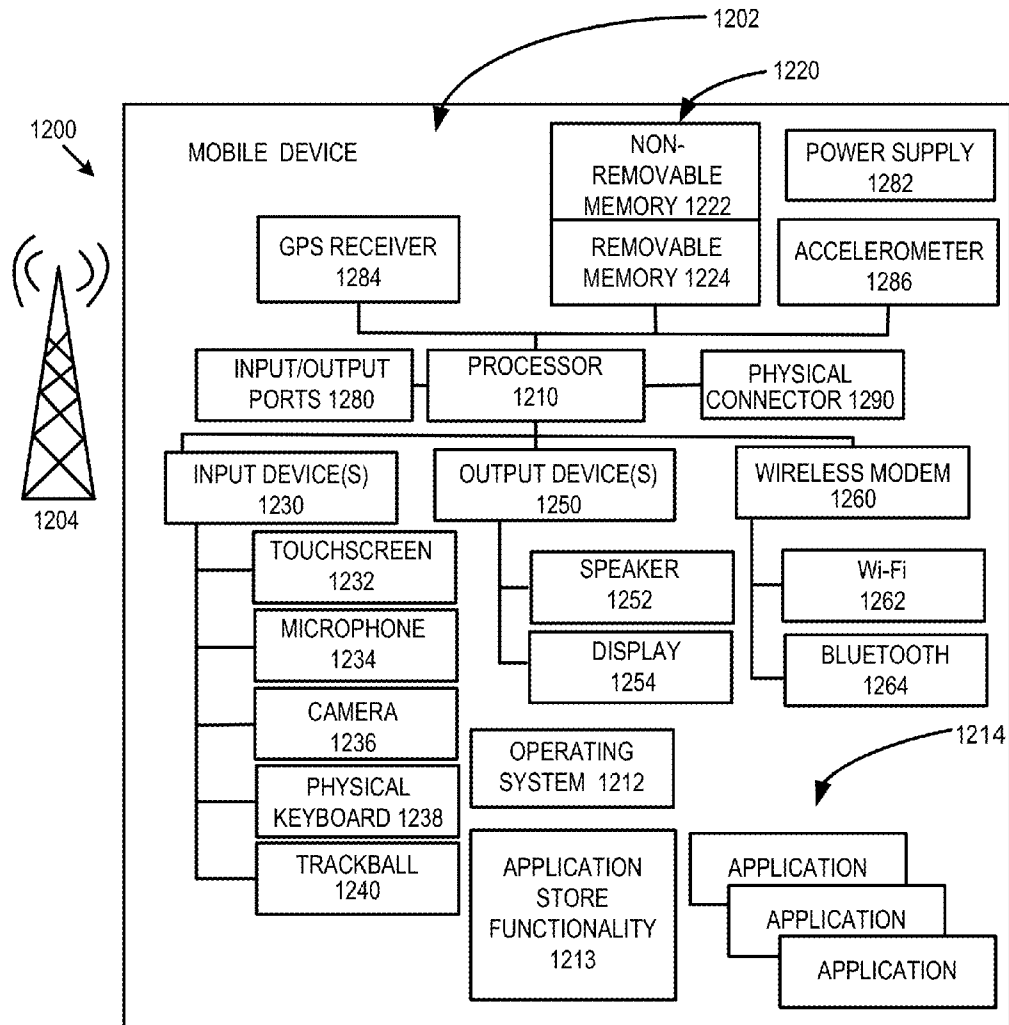 1202
1220
1200
MOBILE DEVICE
NON-
REMOVABLE
MEMORY 1222
POWER SUPPLY
1282
GPS RECEIVER
1284
REMOVABLE
MEMORY 1224
ACCELEROMETER
1286
INPUT/OUTPUT
PORTS 1280
PROCESSOR
1210
PHYSICAL
CONNECTOR 1290
INPUT DEVICE(S)
1230
OUTPUT DEVICE(S)
1250
WIRELESS MODEM
1260
1204
TOUCHSCREEN
1232
SPEAKER
1252
Wi-Fi
1262
MICROPHONE
1234
DISPLAY
1254
BLUETOOTH
1264
CAMERA
1236
1214
OPERATING
SYSTEM 1212
PHYSICAL
KEYBOARD 1238
TRACKBALL
1240
APPLICATION
STORE
FUNCTIONALITY
1213
APPLICATION
APPLICATION
APPLICATION